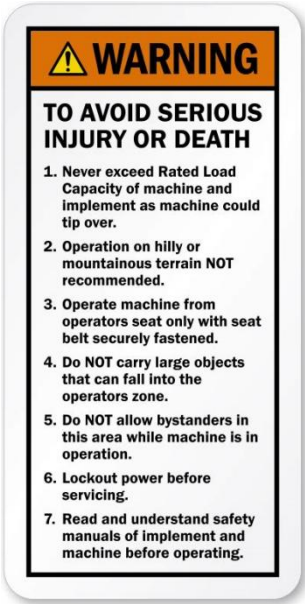 WARNING
TO AVOID SERIOUS
INJURY OR DEATH
1. Never exceed Rated Load
Capacity of machine and
implement as machine could
tip over.
2. Operation on hilly or
mountainous terrain NOT
recommended.
3. Operate machine from
operators seat only with seat
belt securely fastened.
4. Do NOT carry large objects
that can fall into the
operators zone.
5. Do NOT allow bystanders in
this area while machine is in
operation.
6. Lockout power before
servicing.
7. Read and understand safety
manuals of implement and
machine before operating.